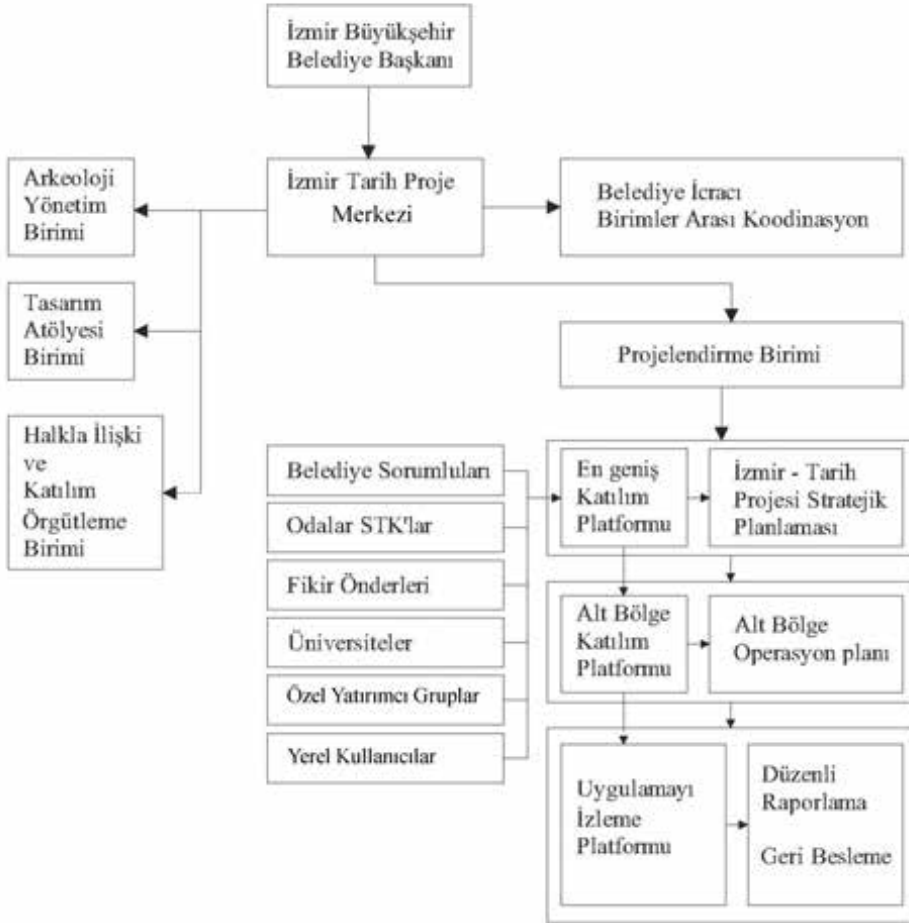 İzmir Büyükşehir
Belediye Başkanı
Arkeoloji
Yönetim
Birimi
İzmir Tarih Proje
Merkezi
Belediye İcracı
Birimler Arası Koodinasyon
Tasarım
Atölyesi
Birimi
Projelendirme Birimi
Halkla İlişki
ve
Katılım
Örgütleme
Birimi
Belediye Sorumluları
Odalar STK'lar
Fikir Önderleri
Üniversiteler
Özel Yatırımcı Gruplar
Yerel Kullanıcılar
En geniş
Katılım
Platformu
İzmir - Tarih
Projesi Stratejik
Planlaması
Alt Bölge
Katılım
Platformu
Alt Bölge
Operasyon planı
Uygulamayı
İzleme
Platformu
Düzenli
Raporlama
Geri Besleme